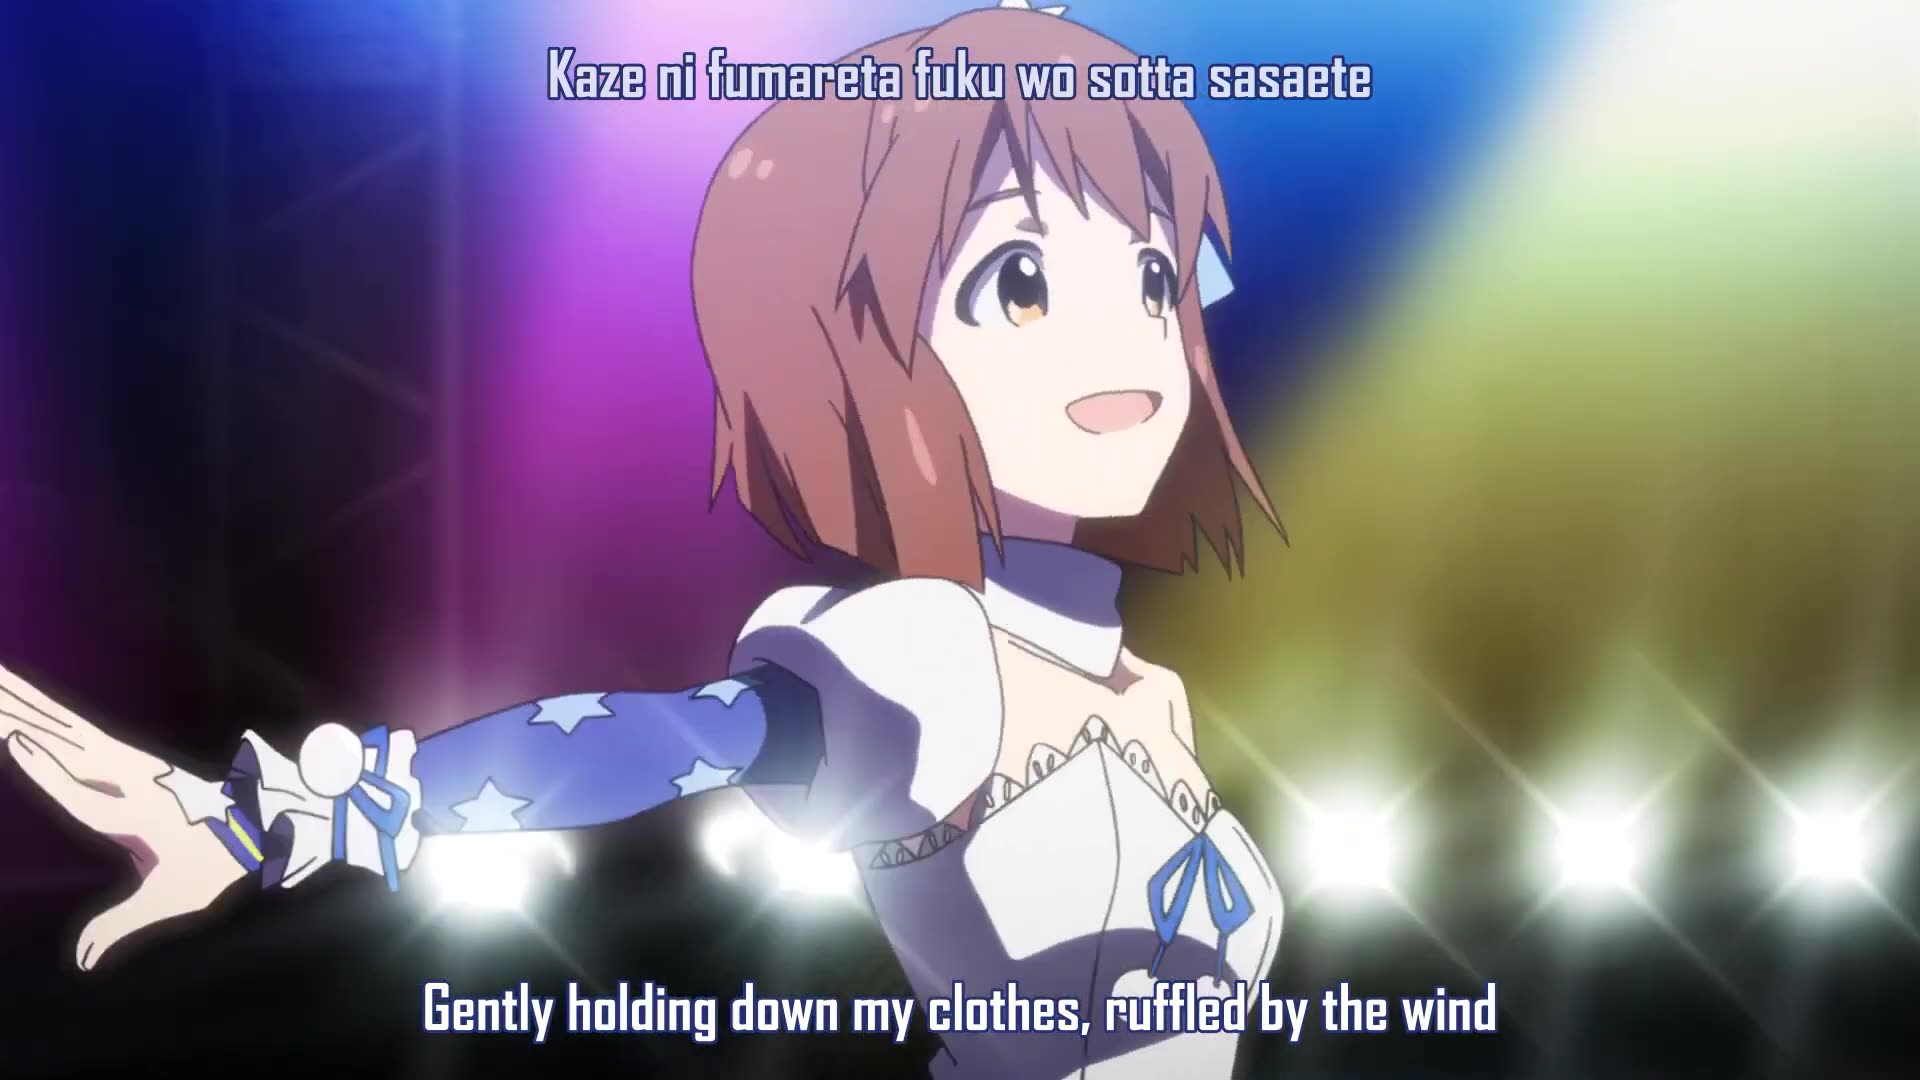 Kaze ni fumareta fuku wo sotta sasaete
Gently holding down my clothes, ruffled by the wind